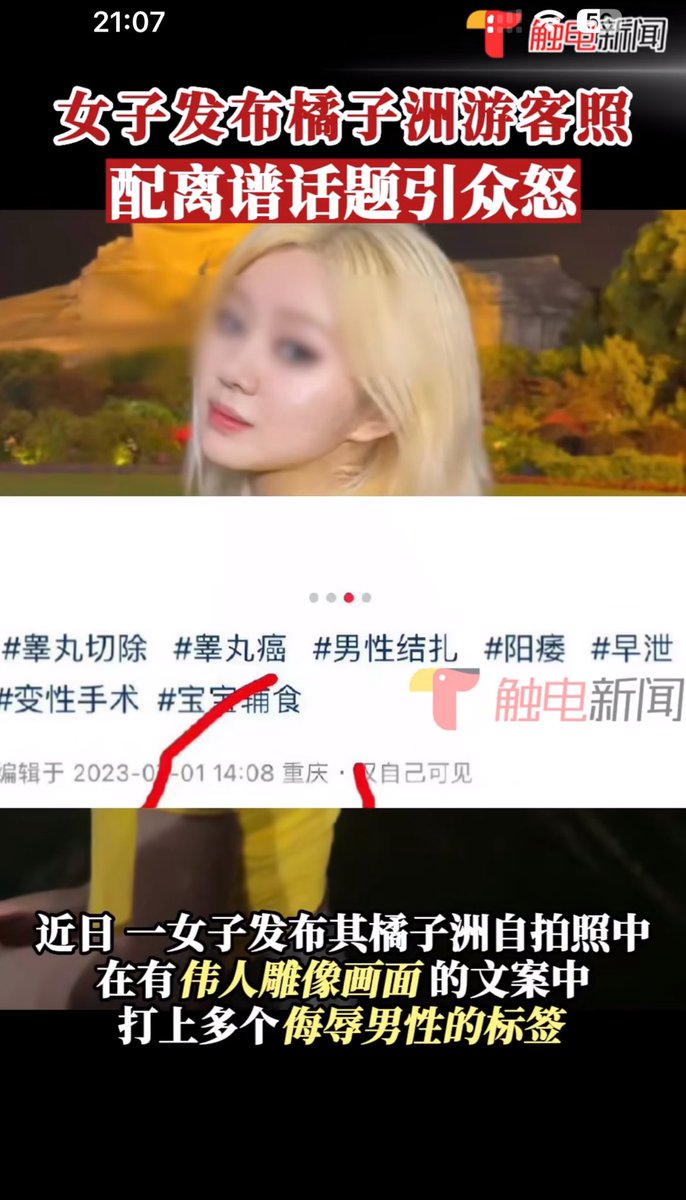 21:07
触电新闻
女子发布橘子洲游客照
配离谱话题引众怒
#睾丸切除 #睾丸癌 #男性结扎 #阳痿 #早泄
#变性手术 #宝宝辅食
触电新闻
编辑于 2023-0 -01 14:08 重庆 · 仅自己可见
近日 一女子发布其橘子洲自拍照中
在有伟人雕像画面的文案中
打上多个侮辱男性的标签